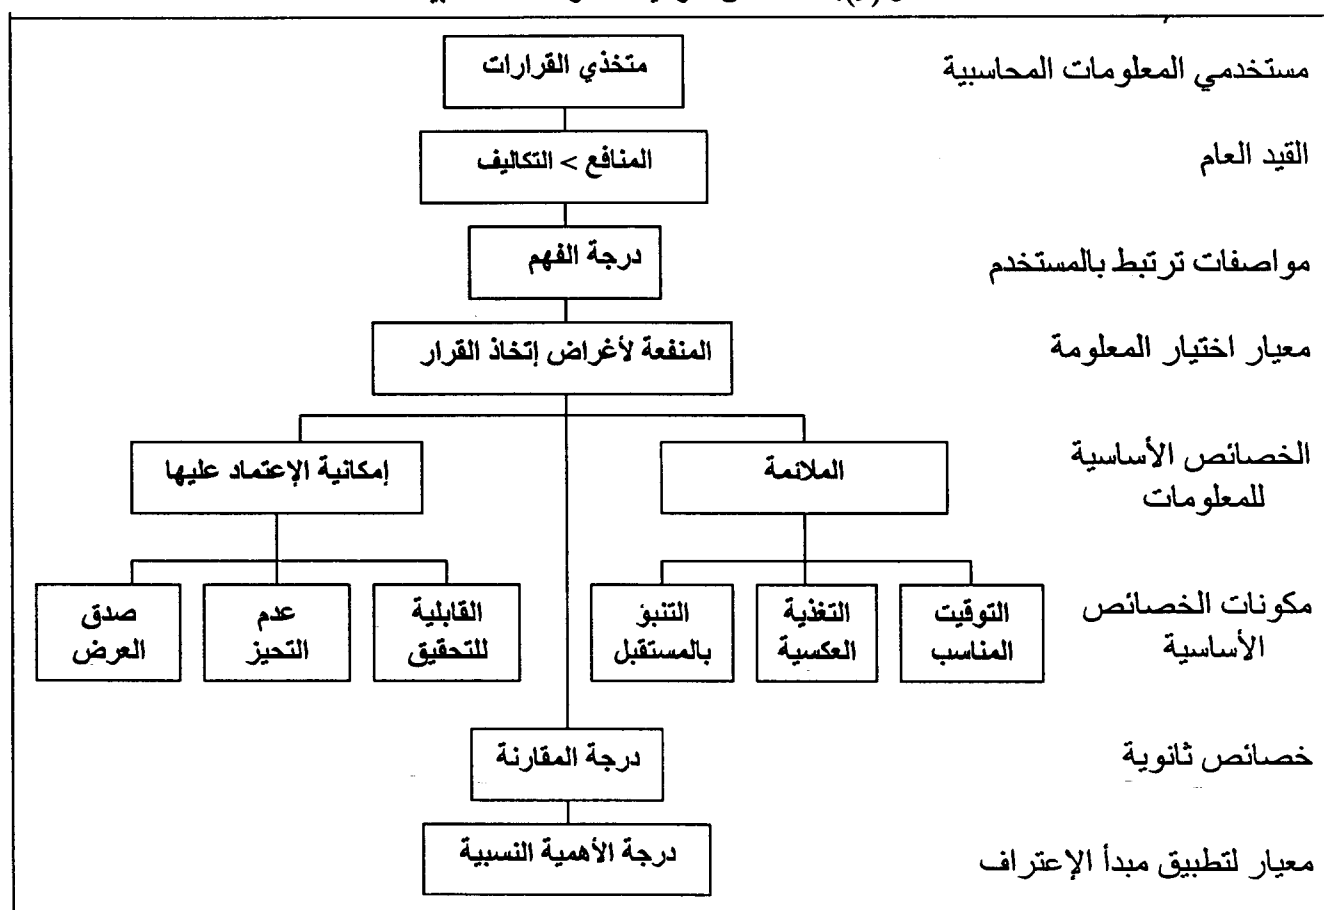 مستخدمي المعلومات المحاسبية
متخذي القرارات
القيد العام
المنافع > التكاليف
مواصفات ترتبط بالمستخدم
درجة الفهم
معيار اختيار المعلومة
المنفعة لأغراض إتخاذ القرار
الخصائص الأساسية
للمعلومات
الملائمة
إمكانية الإعتماد عليها
مكونات الخصائص
الأساسية
التوقيت
المناسب
التغذية
العكسية
التنبؤ
بالمستقبل
القابلية
للتحقيق
عدم
التحيز
صدق
العرض
خصائص ثانوية
درجة المقارنة
معيار لتطبيق مبدأ الإعتراف
درجة الأهمية النسبية